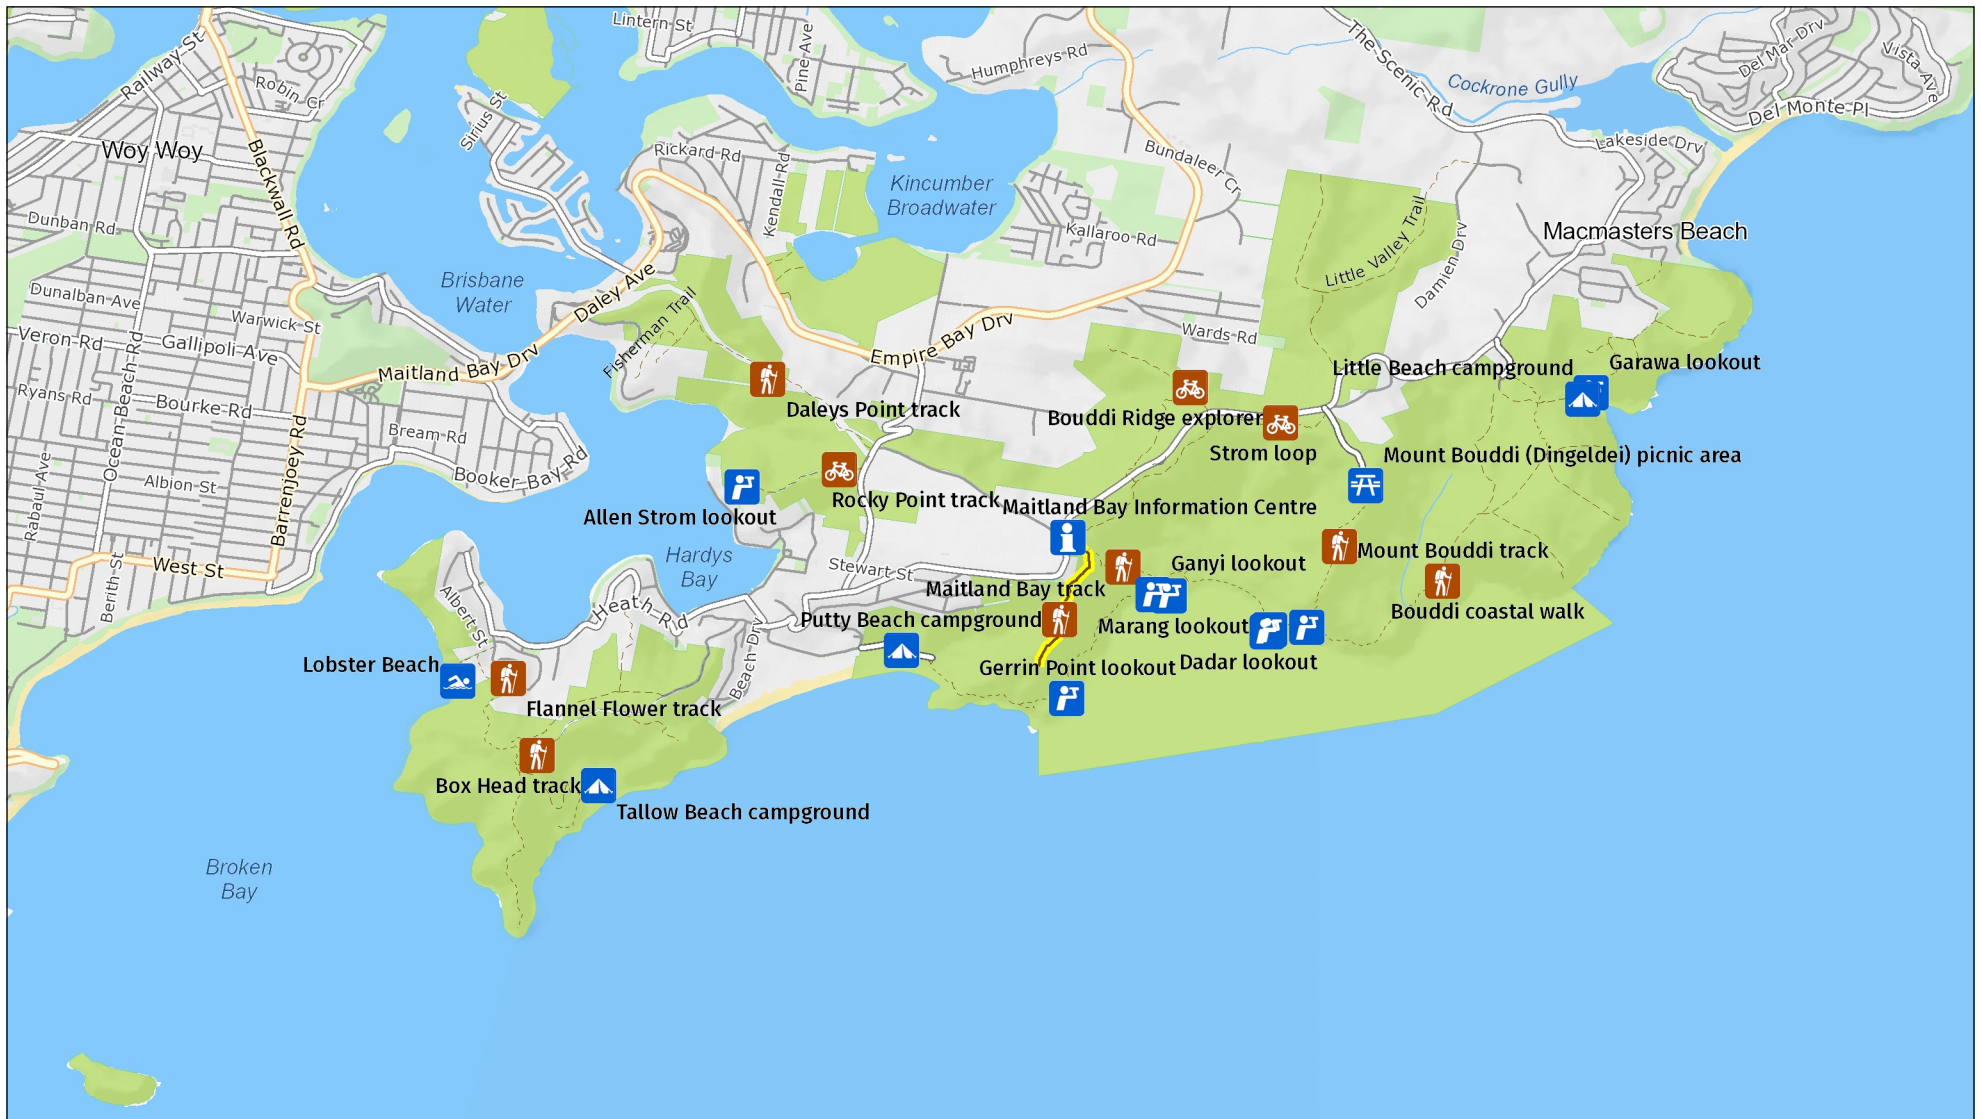 Lintern St
Railway St
Pine Ave
Humphreys Rd
The Scenic Rd
Del Mar Drv
Vista Ave
Robin Cr
Cockrone Gully
Sirius St
Del Monte Pl
Woy Woy
Blackwall Rd
Rickard Rd
Kendall Rd
Bundaleer Cr
Lakeside Drv
Kincumber
Broadwater
Dunban Rd
Kallaroo Rd
Little Valley Trail
Damien Drv
Macmasters Beach
Brisbane
Water
Daley Ave
Dunalban Ave
Warwick St
Fisherman Trail
Veron Rd
Gallipoli Ave
Ocean Beach Rd
Maitland Bay Drv
Empire Bay Drv
Wards Rd
Little Beach campground
Garawa lookout
Ryans Rd
Bourke Rd
Daleys Point track
Bouddi Ridge explorer
Bream Rd
Barrenjoey Rd
Strom loop
Mount Bouddi (Dingeldei) picnic area
Rabaul Ave
Albion St
Booker Bay Rd
Allen Strom lookout
Rocky Point track
Maitland Bay Information Centre
West St
Berith St
Hardys
Bay
Stewart St
Ganyi lookout
Mount Bouddi track
Maitland Bay track
Albert St
Heath Rd
Putty Beach campground
Marang lookout
Bouddi coastal walk
Beach Drv
Lobster Beach
Gerrin Point lookout
Dadar lookout
Flannel Flower track
Box Head track
Tallow Beach campground
Broken
Bay